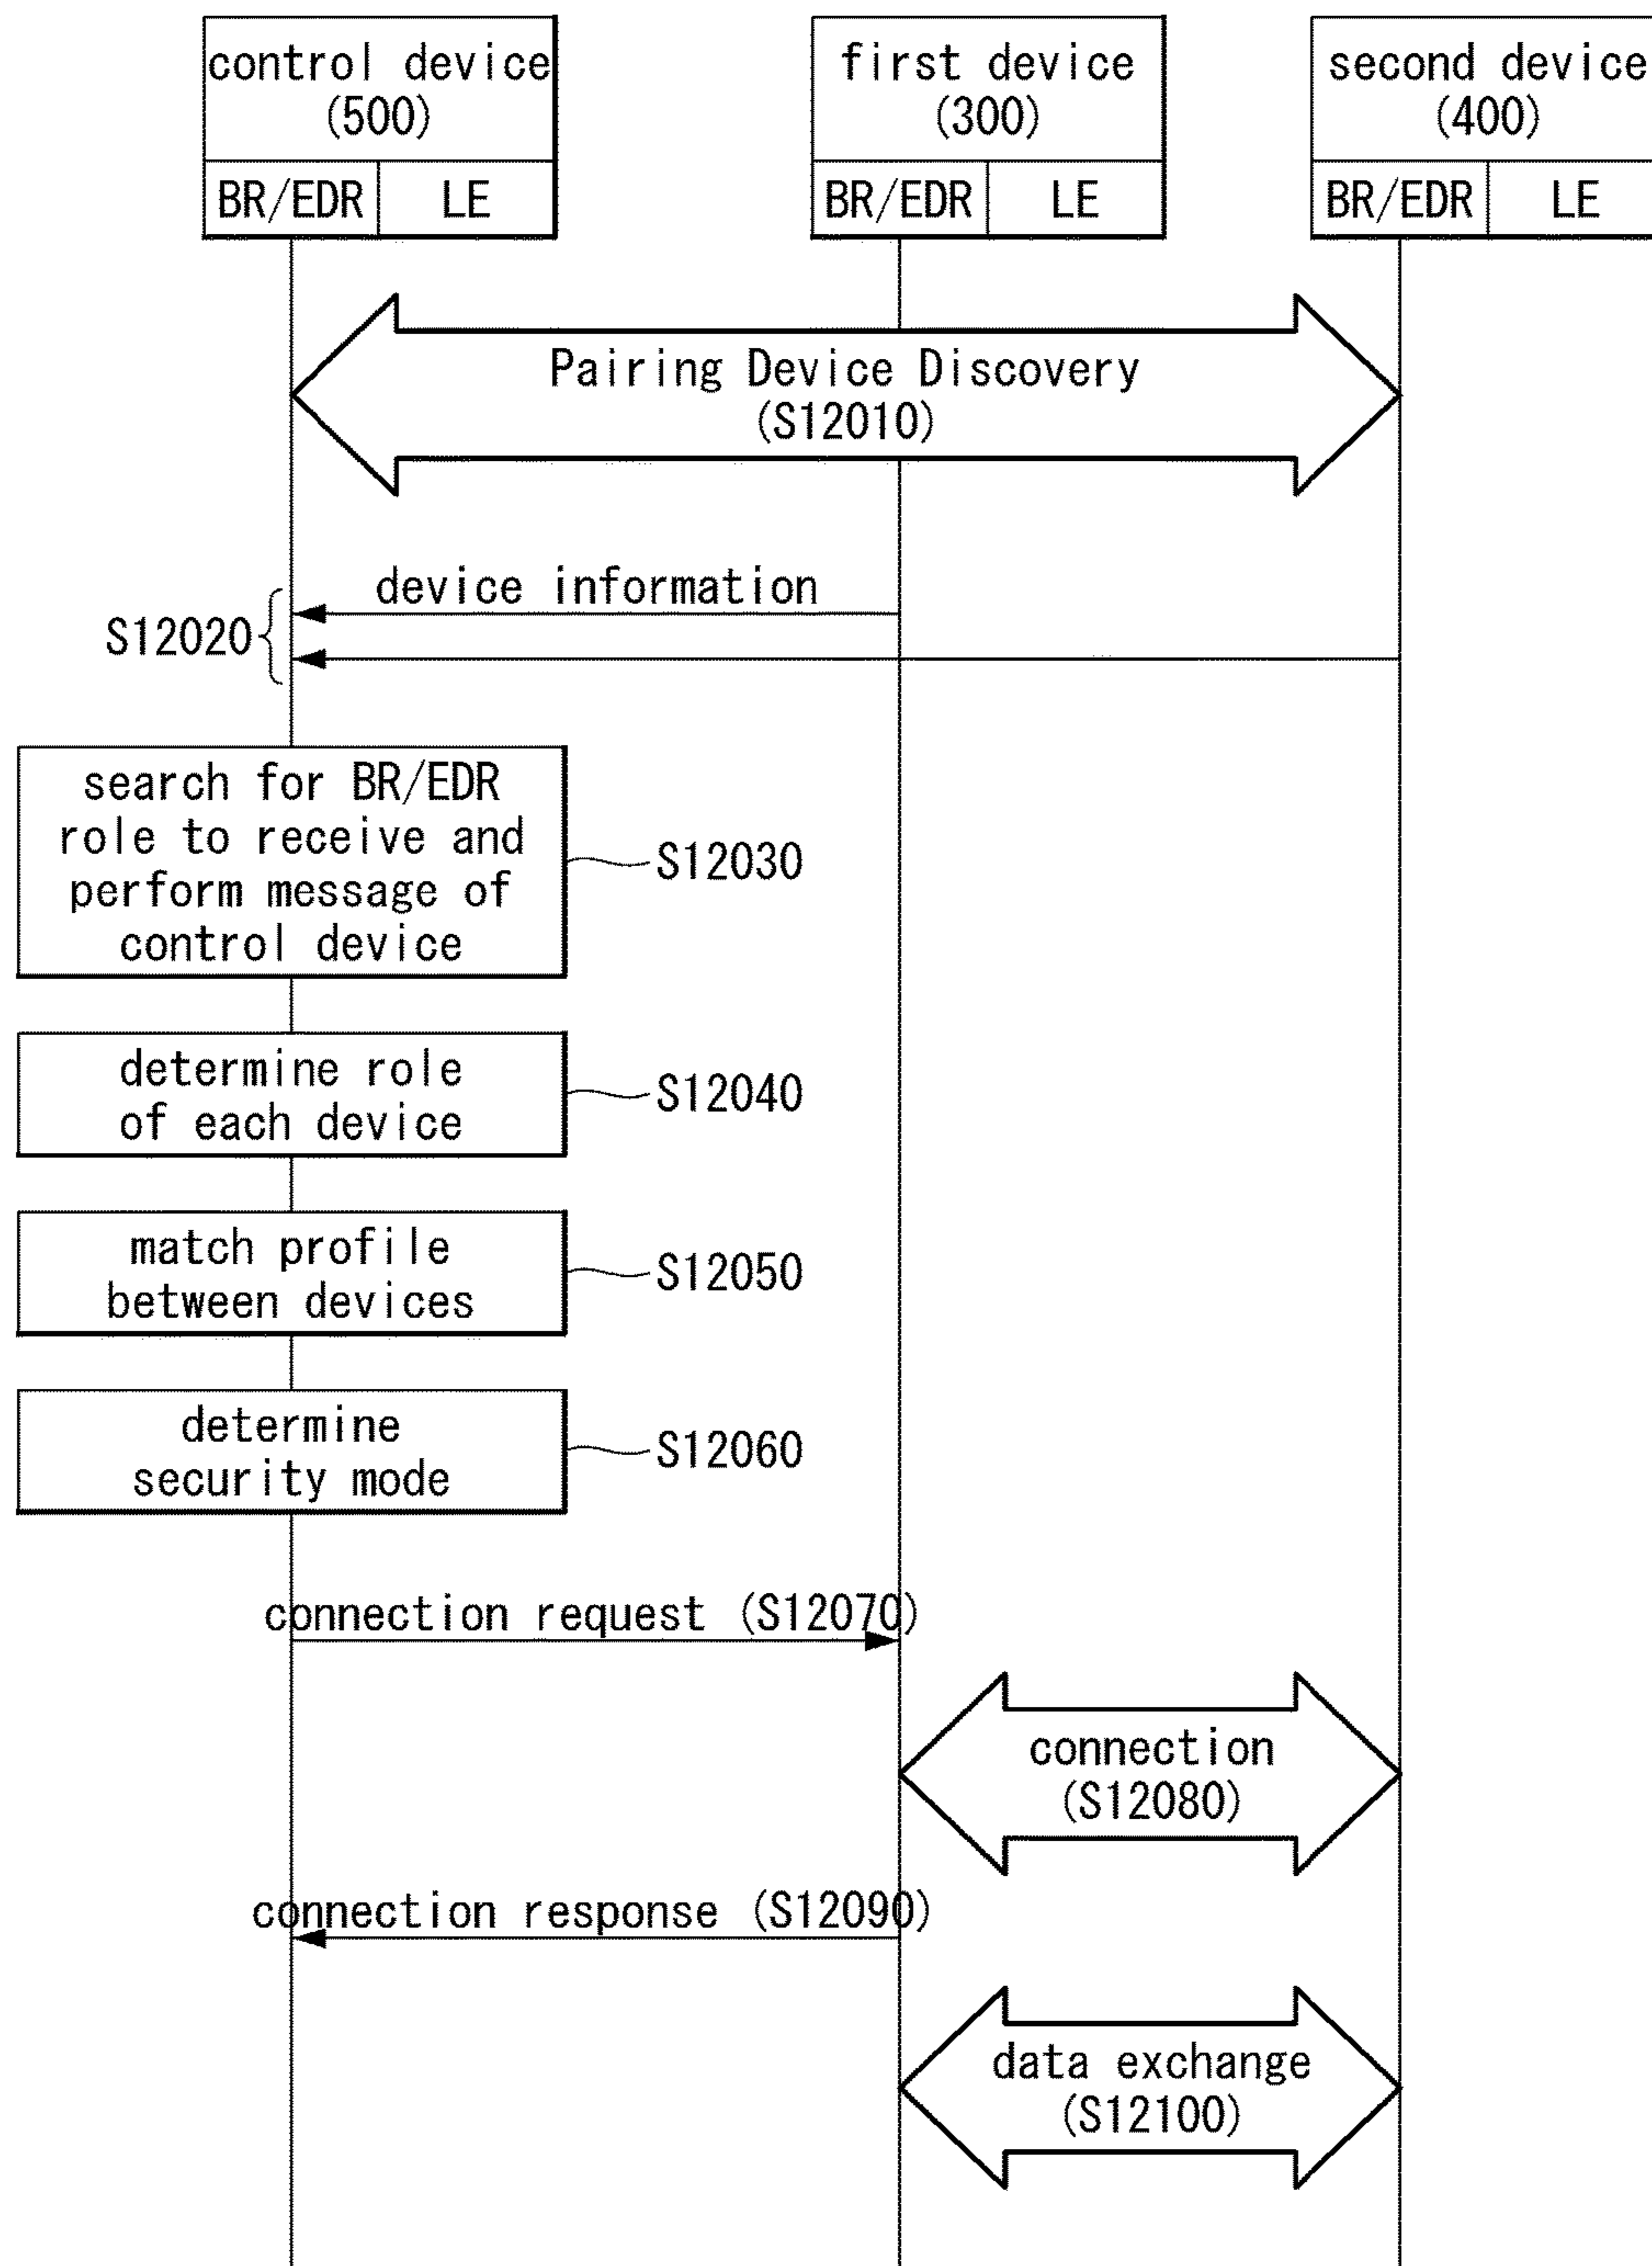 control device
(500)
BR/EDR
LE
first device
(300)
BR/EDR
LE
second device
(400)
BR/EDR
LE
Pairing Device Discovery
(S12010)
device information
S12020
search for BR/EDR
role to receive and
perform message of
control device
S12030
determine role
of each device
S12040
match profile
between devices
S12050
determine
security mode
S12060
connection request (S12070)
connection
(S12080)
connection response (S12090)
data exchange
(S12100)